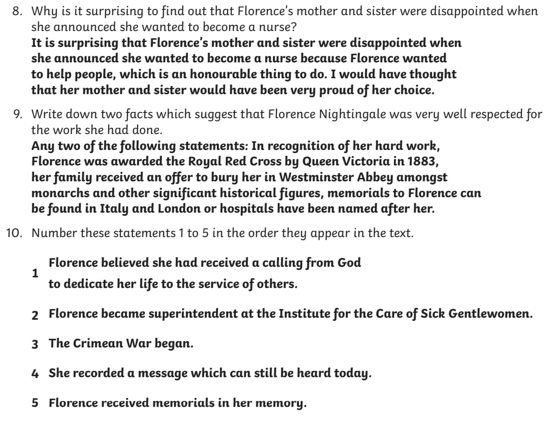 8. Why is it surprising to find out that Florence's mother and sister were disappointed when
she announced she wanted to become a nurse?
It is surprising that Florence's mother and sister were disappointed when
she announced she wanted to become a nurse because Florence wanted
to help people, which is an honourable thing to do. I would have thought
that her mother and sister would have been very proud of her choice.
9. Write down two facts which suggest that Florence Nightingale was very well respected for
the work she had done.
Any two of the following statements: In recognition of her hard work,
Florence was awarded the Royal Red Cross by Queen Victoria in 1883,
her family received an offer to bury her in Westminster Abbey amongst
monarchs and other significant historical figures, memorials to Florence can
be found in Italy and London or hospitals have been named after her.
10. Number these statements 1 to 5 in the order they appear in the text.
1 Florence believed she had received a calling from God
to dedicate her life to the service of others.
2 Florence became superintendent at the Institute for the Care of Sick Gentlewomen.
3 The Crimean War began.
4 She recorded a message which can still be heard today.
5 Florence received memorials in her memory.